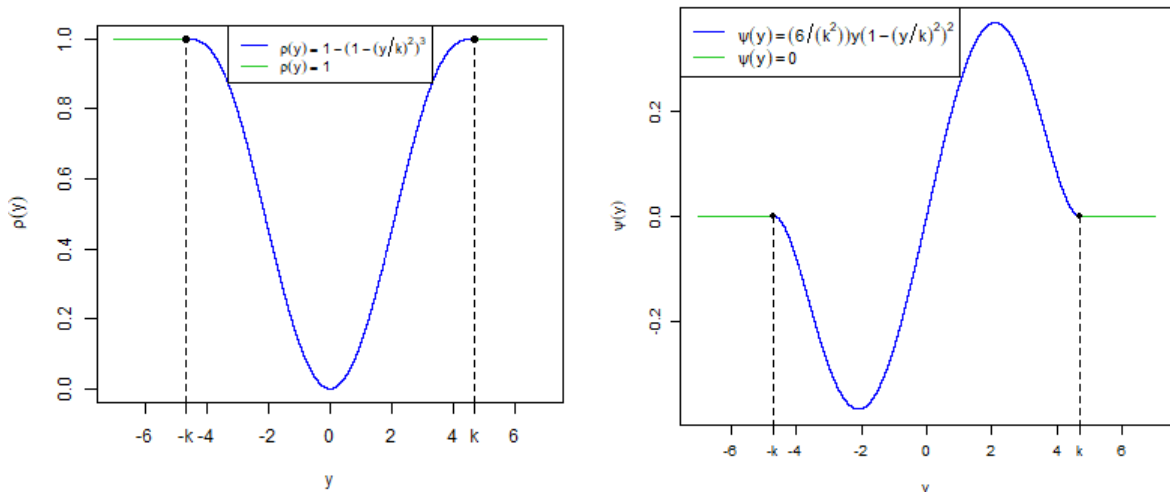 ρ(y) = 1 − (1 − (y/k)²)³
ρ(y) = 1
1.0
0.8
0.6
0.4
0.2
0.0
ρ(y)
-6 -k -4 -2 0 2 4 k 6
y
ψ(y) = (6/(k²))y(1 − (y/k)²)²
ψ(y) = 0
0.2
0.0
-0.2
ψ(y)
-6 -k -4 -2 0 2 4 k 6
y